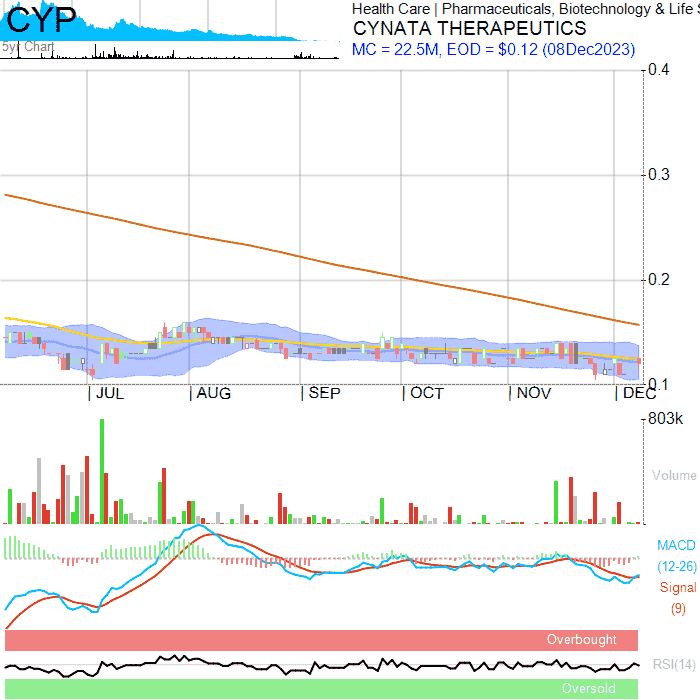 CYP
5yr Chart
Health Care | Pharmaceuticals, Biotechnology & Life S
CYNATA THERAPEUTICS
MC = 22.5M, EOD = $0.12 (08Dec2023)
0.4
0.3
0.2
0.1
JUL AUG SEP OCT NOV DEC
803k
Volume
MACD
(12-26)
Signal
(9)
Overbought
RSI(14)
Oversold